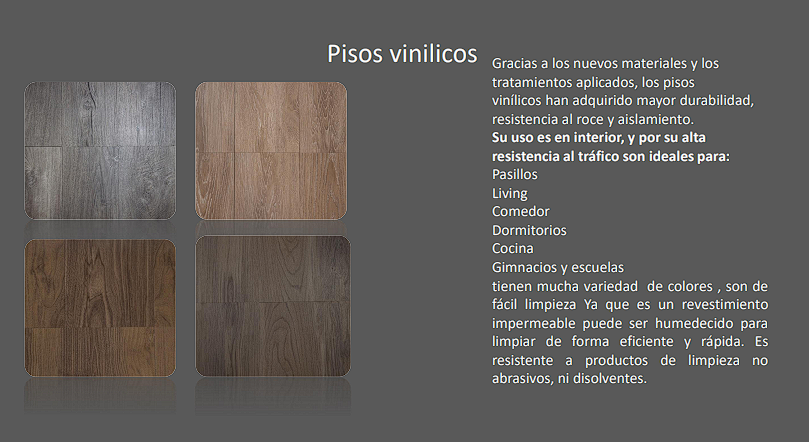 Pisos vinilicos
Gracias a los nuevos materiales y los
tratamientos aplicados, los pisos
vinílicos han adquirido mayor durabilidad,
resistencia al roce y aislamiento.
Su uso es en interior, y por su alta
resistencia al tráfico son ideales para:
Pasillos
Living
Comedor
Dormitorios
Cocina
Gimnacios y escuelas
tienen mucha variedad de colores , son de
fácil limpieza Ya que es un revestimiento
impermeable puede ser humedecido para
limpiar de forma eficiente y rápida. Es
resistente a productos de limpieza no
abrasivos, ni disolventes.